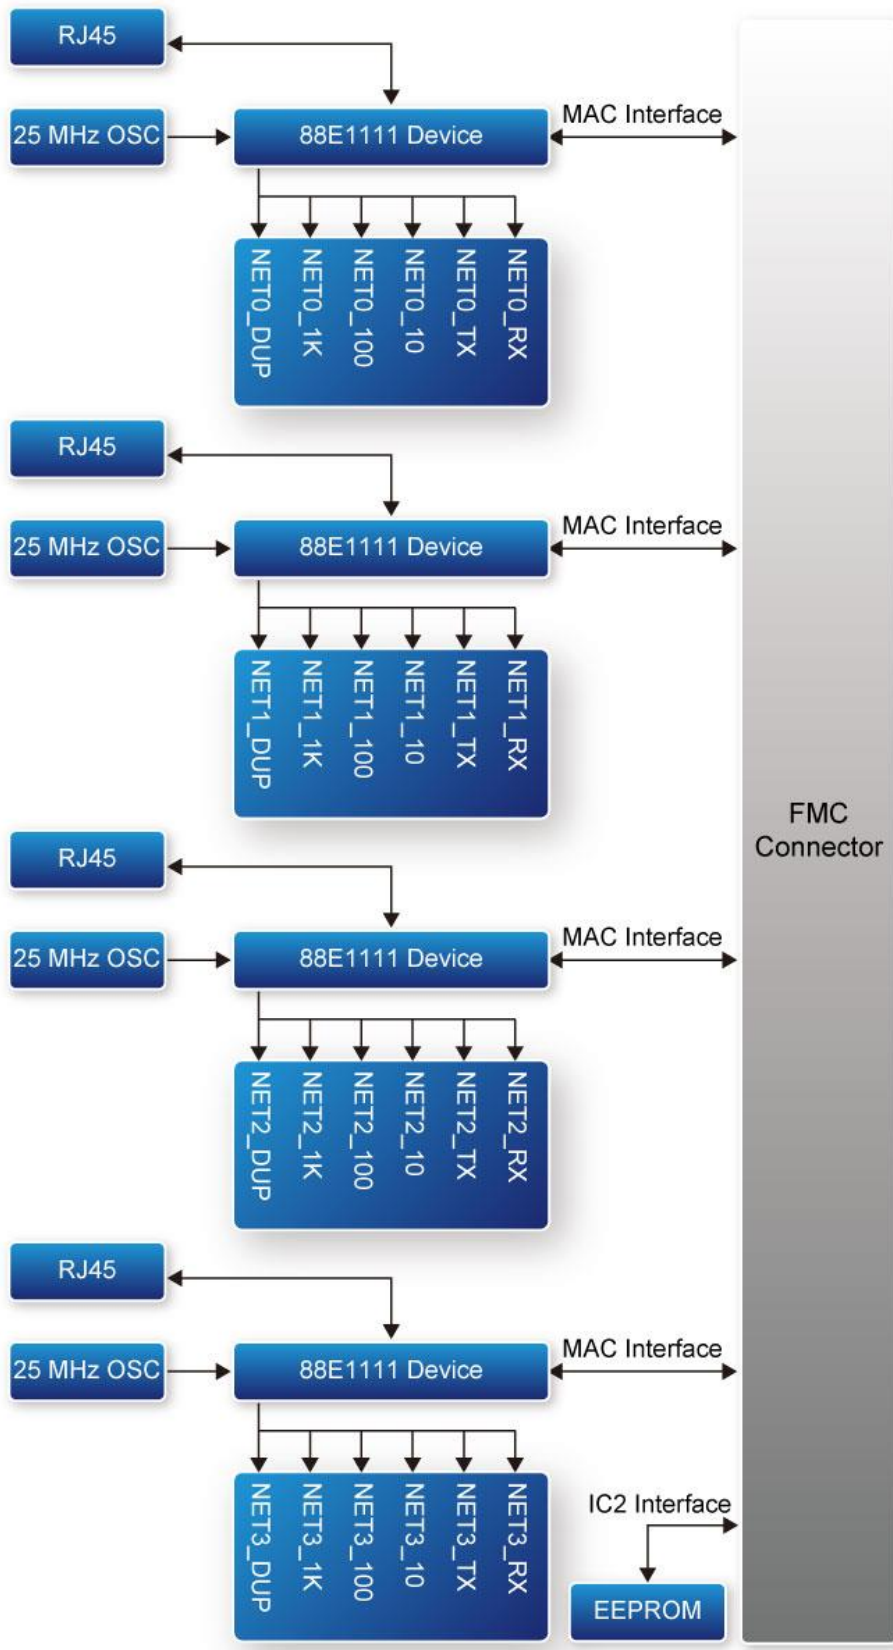 RJ45
25 MHz OSC
88E1111 Device
MAC Interface
NET0_DUP
NET0_1K
NET0_100
NET0_10
NET0_TX
NET0_RX
RJ45
25 MHz OSC
88E1111 Device
MAC Interface
NET1_DUP
NET1_1K
NET1_100
NET1_10
NET1_TX
NET1_RX
FMC
Connector
RJ45
25 MHz OSC
88E1111 Device
MAC Interface
NET2_DUP
NET2_1K
NET2_100
NET2_10
NET2_TX
NET2_RX
RJ45
25 MHz OSC
88E1111 Device
MAC Interface
NET3_DUP
NET3_1K
NET3_100
NET3_10
NET3_TX
NET3_RX
IC2 Interface
EEPROM